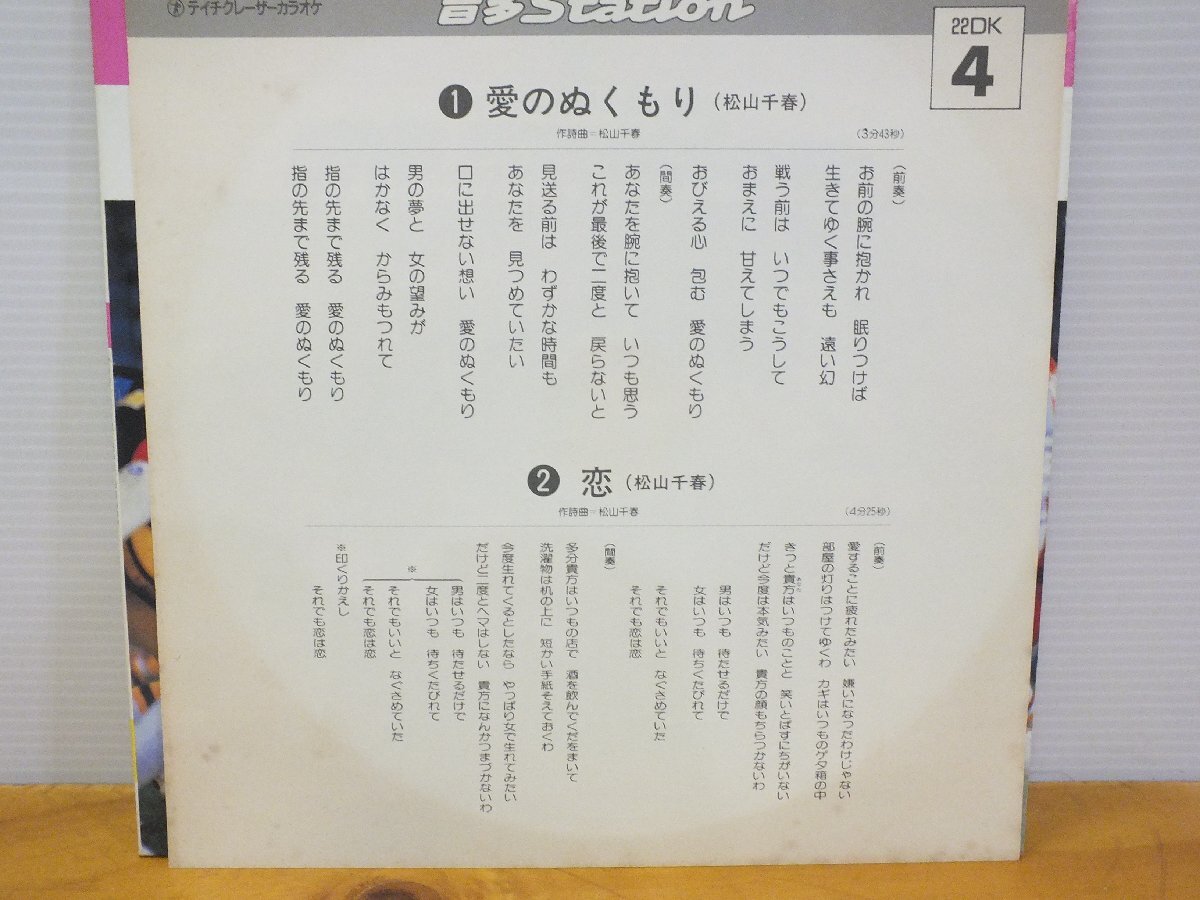 テイチクレーザーカラオケ
音多Station
22DK
4
❶ 愛のぬくもり (松山千春)
作詩曲=松山千春
(3分43秒)
(前奏)
お前の腕に抱かれ 眠りつけば
生きてゆく事さえも 遠い幻
戦う前は いつでもこうして
おまえに 甘えてしまう
おびえる心 包む 愛のぬくもり
(間奏)
あなたを腕に抱いて いつも思う
これが最後で二度と 戻らないと
見送る前は わずかな時間も
あなたを 見つめていたい
口に出せない想い 愛のぬくもり
男の夢と 女の望みが
はかなく からみもつれて
指の先まで残る 愛のぬくもり
指の先まで残る 愛のぬくもり
❷ 恋 (松山千春)
作詩曲=松山千春
(4分25秒)
(前奏)
愛することに疲れたみたい 嫌いになったわけじゃない
部屋の灯りはつけてゆくわ カギはいつものゲタ箱の中
きっと貴方はいつものことと 笑いとばすにちがいない
だけど今度は本気みたい 貴方の顔もちらつかないわ
男はいつも 待たせるだけで
女はいつも 待ちくたびれて
それでもいいと なぐさめていた
それでも恋は恋
(間奏)
多分貴方はいつもの店で 酒を飲んでくだをまいて
洗濯物は机の上に 短かい手紙そえておくわ
今度生れてくるとしたなら やっぱり女で生れてみたい
だけど二度とヘマはしない 貴方になんかつまづかないわ
※
男はいつも 待たせるだけで
女はいつも 待ちくたびれて
それでもいいと なぐさめていた
それでも恋は恋
※印くりかえし
それでも恋は恋